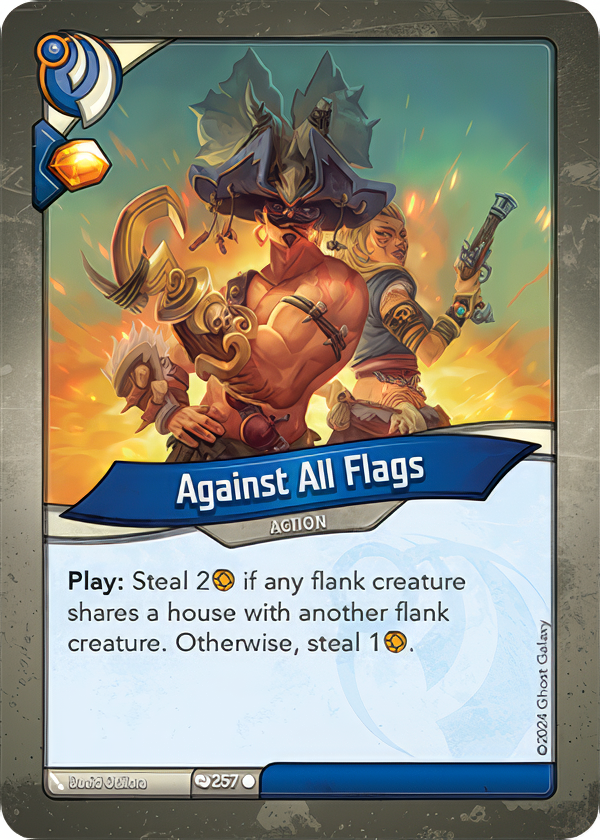 Against All Flags
ACTION
Play: Steal 2 if any flank creature
shares a house with another flank
creature. Otherwise, steal 1.
©2024 Ghost Galaxy
257